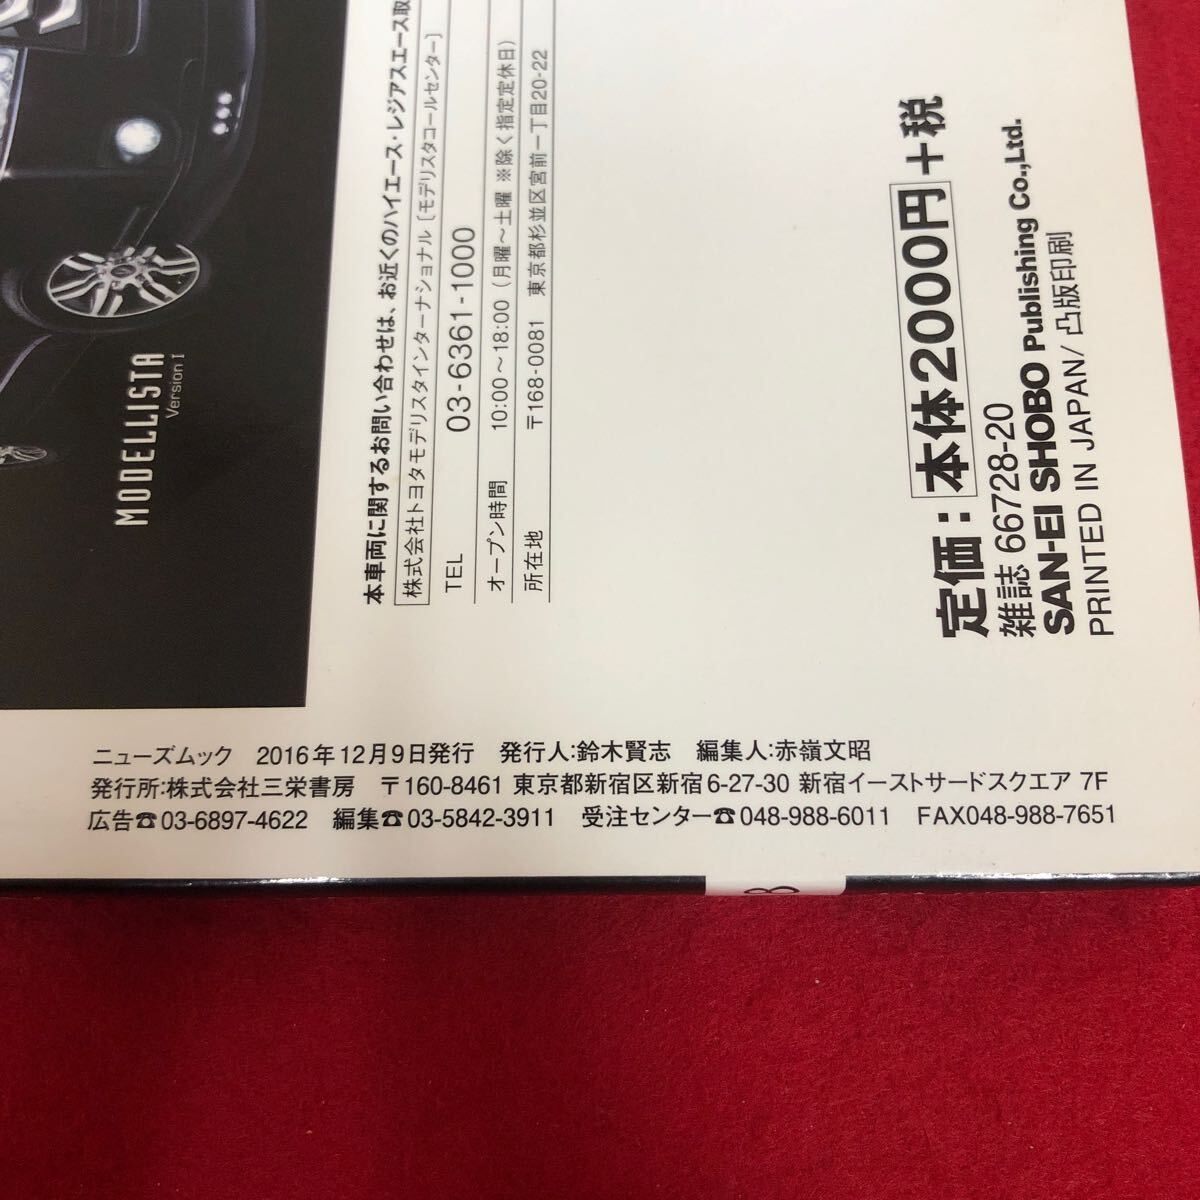 MODELLISTA
Version I
本車両に関するお問い合わせは、お近くのハイエース・レジアスエース取
株式会社トヨタモデリスタインターナショナル［モデリスタコールセンター］
TEL 03-6361-1000
オープン時間 10:00～18:00（月曜～土曜 ※除く指定定休日）
所在地 〒168-0081 東京都杉並区宮前一丁目20-22
定価：本体2000円＋税
雑誌 66728-20
SAN-EI SHOBO Publishing Co.,Ltd.
PRINTED IN JAPAN/ 凸版印刷
ニューズムック 2016年12月9日発行 発行人:鈴木賢志 編集人:赤嶺文昭
発行所:株式会社三栄書房 〒160-8461 東京都新宿区新宿6-27-30 新宿イーストサードスクエア 7F
広告☎03-6897-4622 編集☎03-5842-3911 受注センター☎048-988-6011 FAX048-988-7651